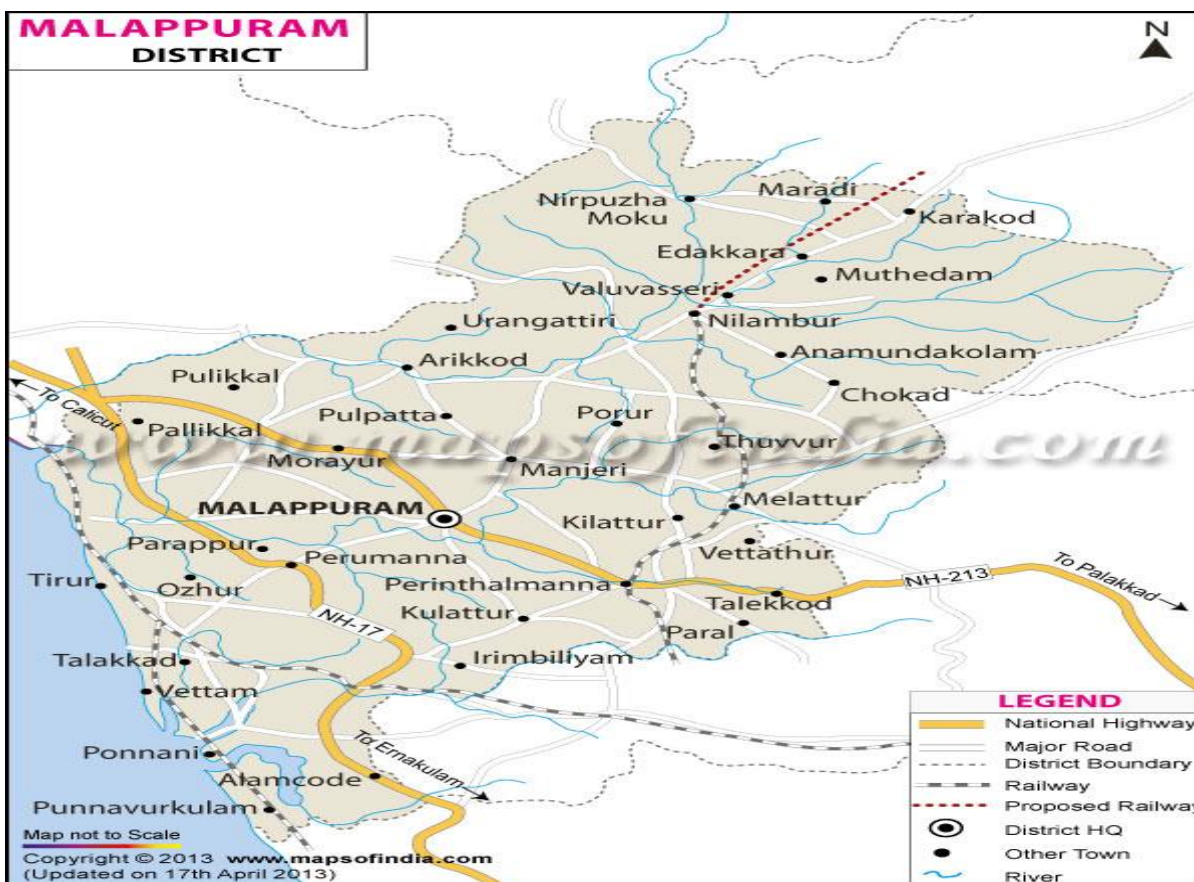 MALAPPURAM
DISTRICT
N
Nirpuzha
Moku
Maradi
Karakod
Edakkara
Muthedam
Valuvasseri
Urangattiri
Nilambur
Arikkod
Anamundakolam
Pulikkal
Chokad
To Calicut
Pallikkal
Pulpatta
Porur
www.mapsofindia.com
Morayur
Manjeri
Thuvvur
MALAPPURAM
Melattur
Kilattur
Parappur
Perumanna
Vettathur
Tirur
Ozhur
Perinthalmanna
NH-213
To Palakkad
NH-17
Kulattur
Talekkod
Paral
Talakkad
Irimbiliyam
Vettam
Ponnani
To Ernakulam
Alamcode
Punnavurkulam
LEGEND
National Highway
Major Road
District Boundary
Railway
Proposed Railway
District HQ
Other Town
River
Map not to Scale
Copyright © 2013 www.mapsofindia.com
(Updated on 17th April 2013)